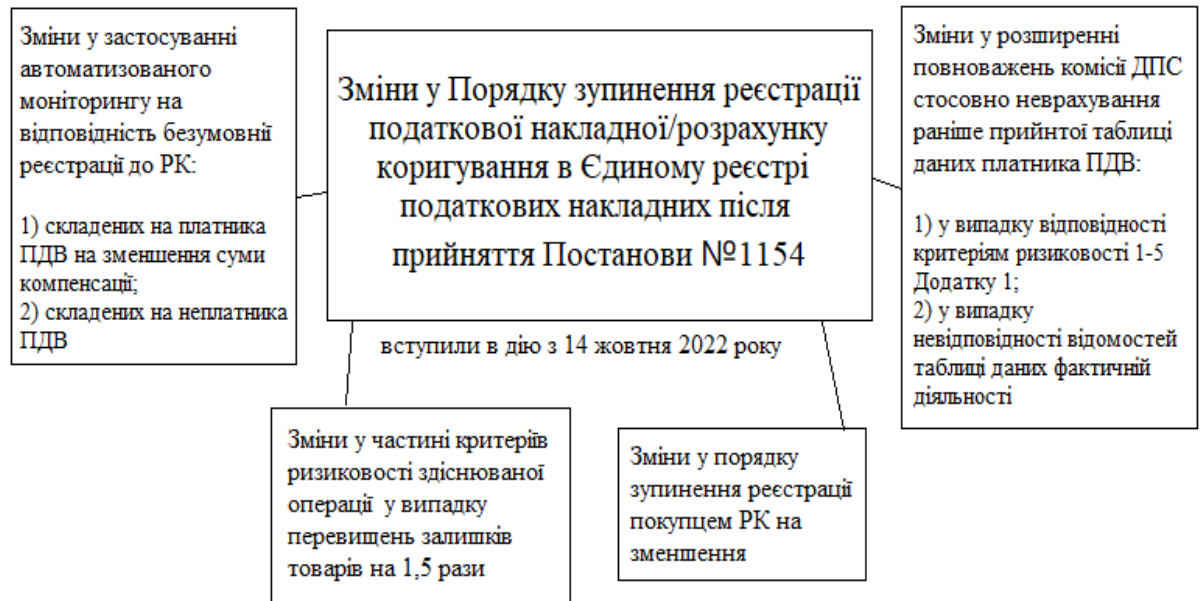 Зміни у застосуванні
автоматизованого
моніторингу на
відповідність безумовнії
реєстрації до РК:
1) складених на платника
ПДВ на зменшення суми
компенсації;
2) складених на неплатника
ПДВ
Зміни у Порядку зупинення реєстрації
податкової накладної/розрахунку
коригування в Єдиному реєстрі
податкових накладних після
прийняття Постанови №1154
вступили в дію з 14 жовтня 2022 року
Зміни у розширенні
повноважень комісії ДПС
стосовно неврахування
раніше прийнтої таблиці
даних платника ПДВ:
1) у випадку відповідності
критеріям ризиковості 1-5
Додатку 1;
2) у випадку
невідповідності відомостей
таблиці даних фактичній
діяльності
Зміни у частині критеріїв
ризиковості здіснюваної
операції у випадку
перевищень залишків
товарів на 1,5 рази
Зміни у порядку
зупинення реєстрації
покупцем РК на
зменшення